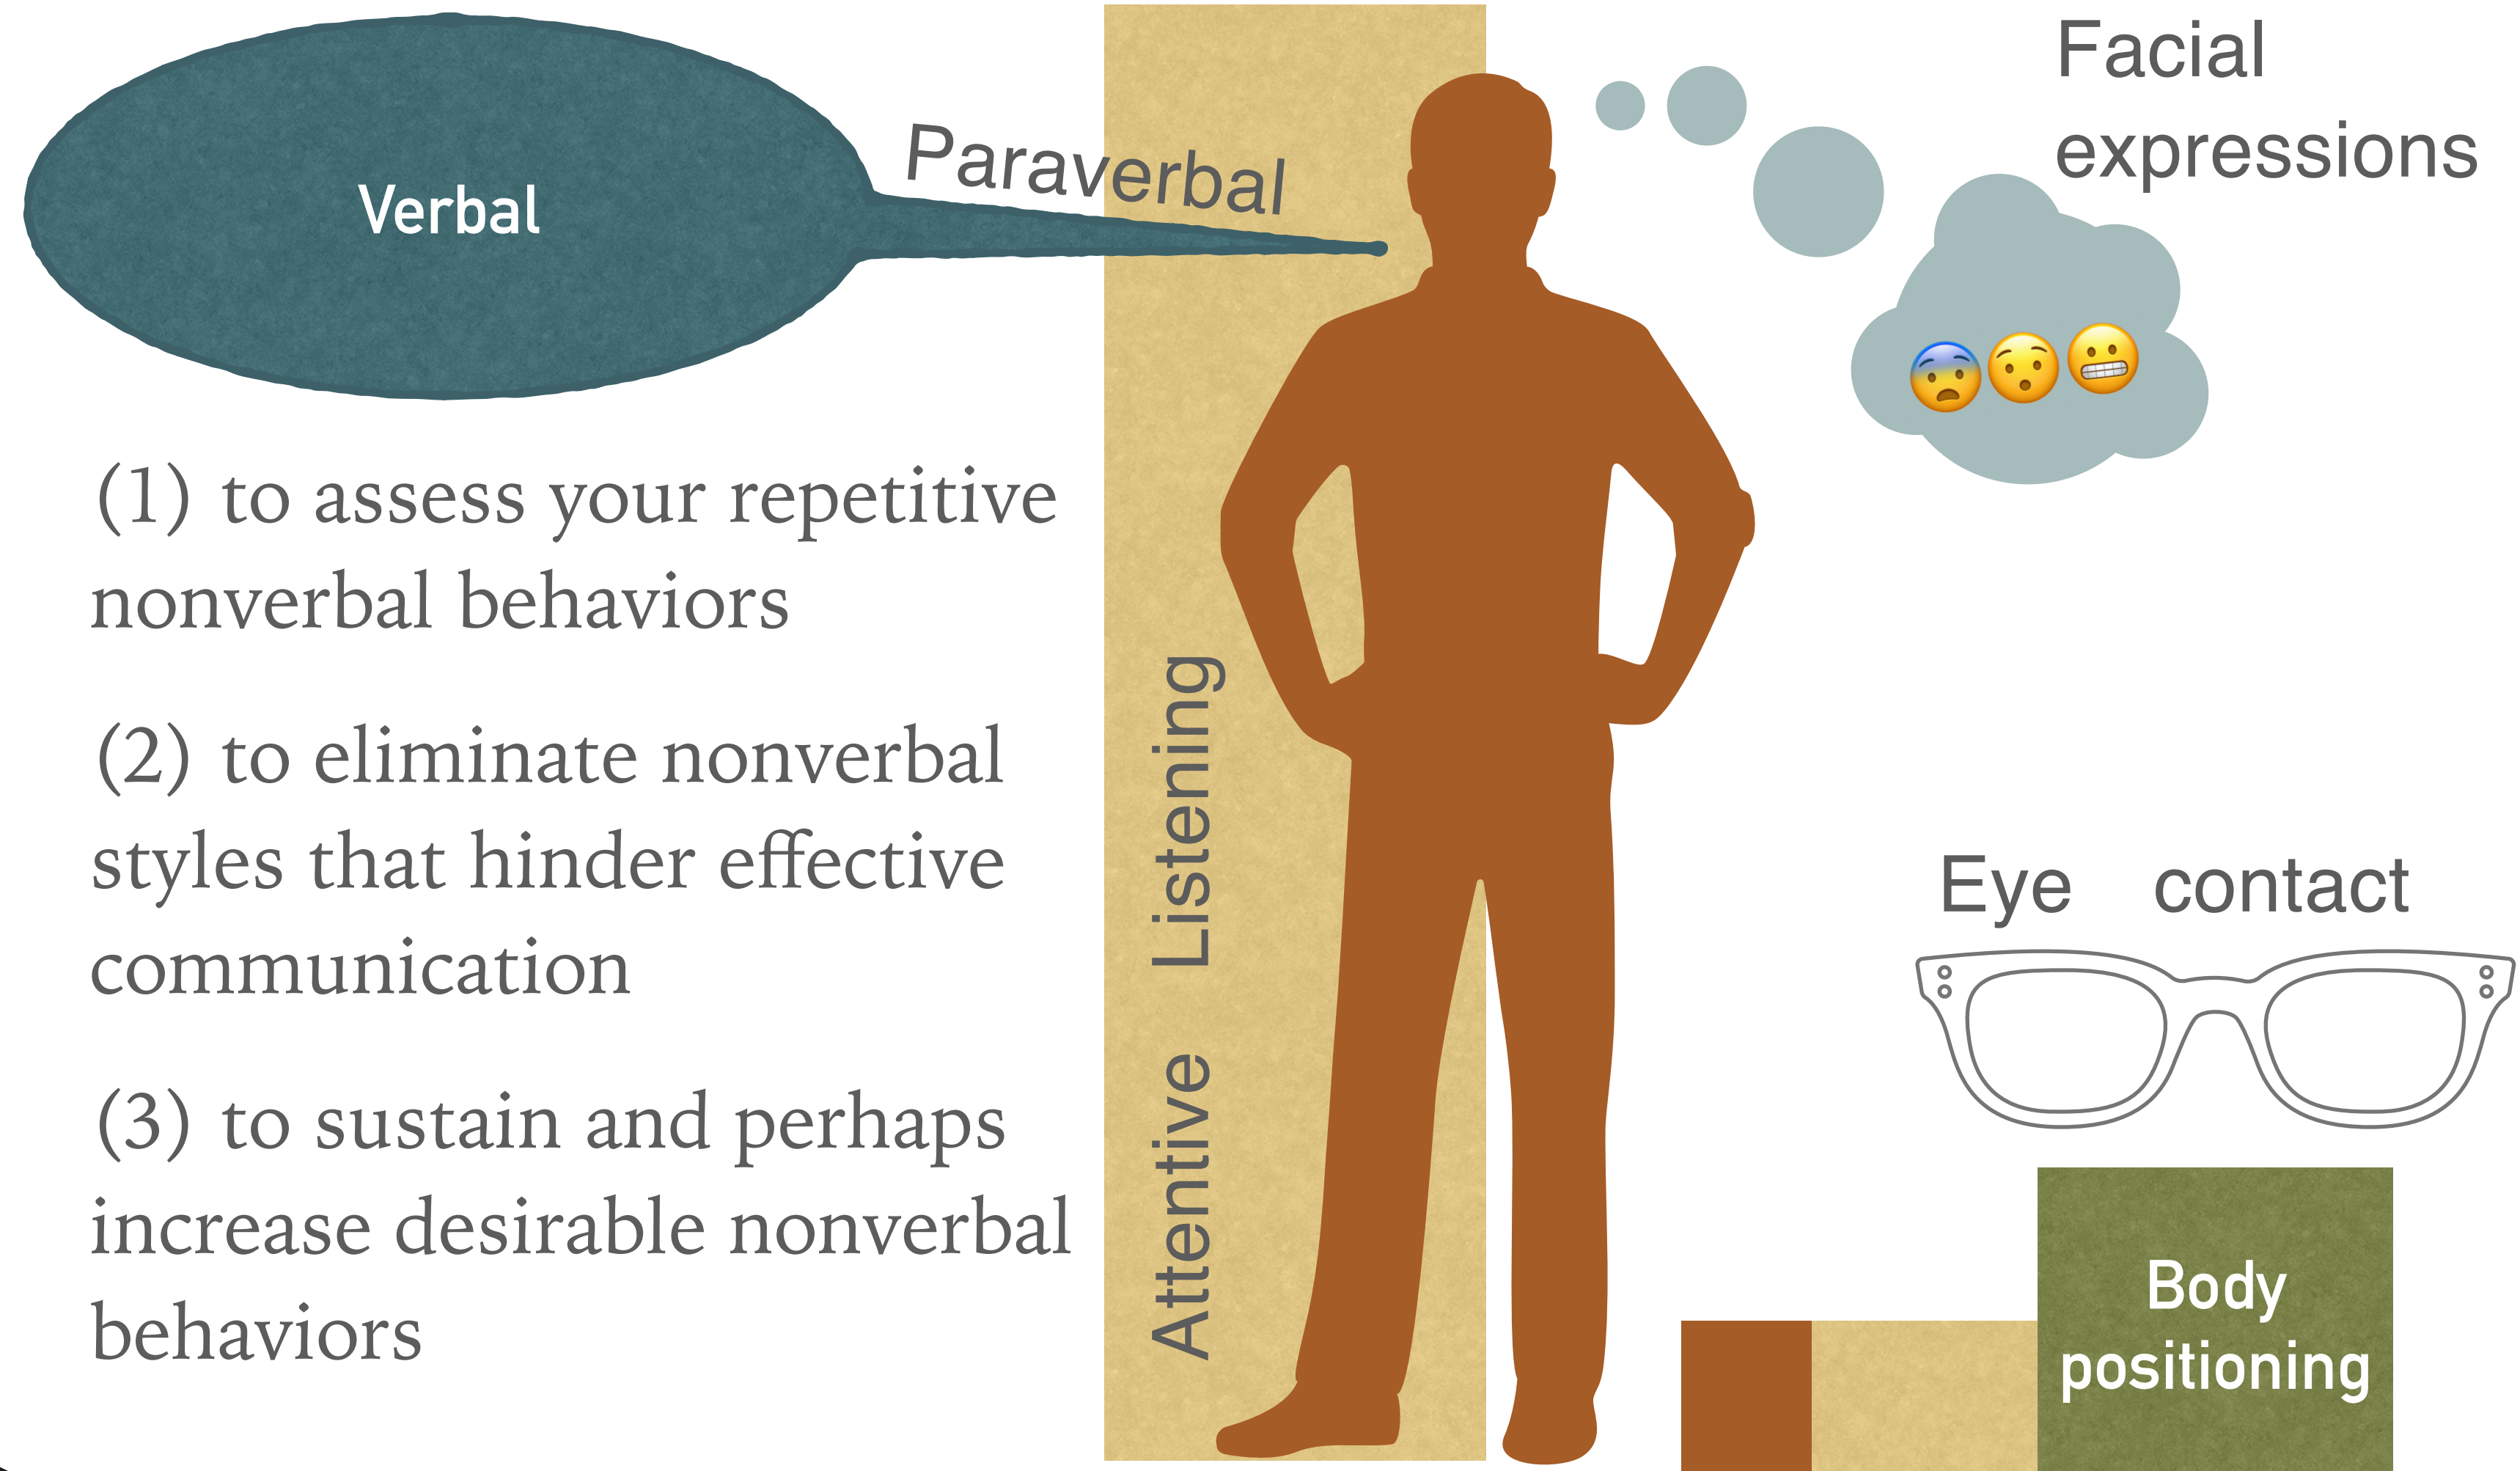 Verbal
Paraverbal
Facial
expressions
(1) to assess your repetitive
nonverbal behaviors
(2) to eliminate nonverbal
styles that hinder effective
communication
(3) to sustain and perhaps
increase desirable nonverbal
behaviors
Attentive Listening
Eye contact
Body
positioning